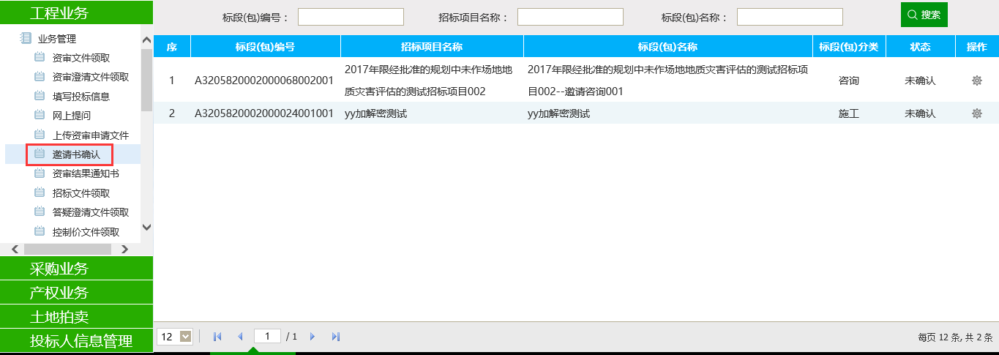 工程业务
业务管理
资审文件领取
资审澄清文件领取
填写投标信息
网上提问
上传资审申请文件
邀请书确认
资审结果通知书
招标文件领取
答疑澄清文件领取
控制价文件领取
采购业务
产权业务
土地拍卖
投标人信息管理
标段(包)编号： 招标项目名称： 标段(包)名称： 搜索
序 标段(包)编号 招标项目名称 标段(包)名称 标段(包)分类 状态 操作
1 A3205820002000068002001 2017年限经批准的规划中未作场地地 2017年限经批准的规划中未作场地地质灾害评估的测试招标项 咨询 未确认
质灾害评估的测试招标项目002 目002--邀请咨询001
2 A3205820002000024001001 yy加解密测试 yy加解密测试 施工 未确认
12 1 / 1 每页 12 条, 共 2 条